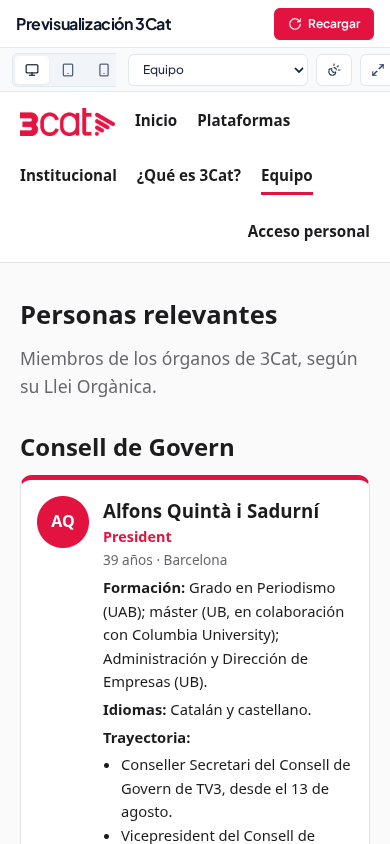 Previsualización 3Cat
Recargar
Equipo
3cat
Inicio
Plataformas
Institucional
¿Qué es 3Cat?
Equipo
Acceso personal
Personas relevantes
Miembros de los órganos de 3Cat, según
su Llei Orgànica.
Consell de Govern
AQ
Alfons Quintà i Sadurní
President
39 años · Barcelona
Formación: Grado en Periodismo
(UAB); máster (UB, en colaboración
con Columbia University);
Administración y Dirección de
Empresas (UB).
Idiomas: Catalán y castellano.
Trayectoria:
• Conseller Secretari del Consell de
Govern de TV3, desde el 13 de
agosto.
• Vicepresident del Consell de